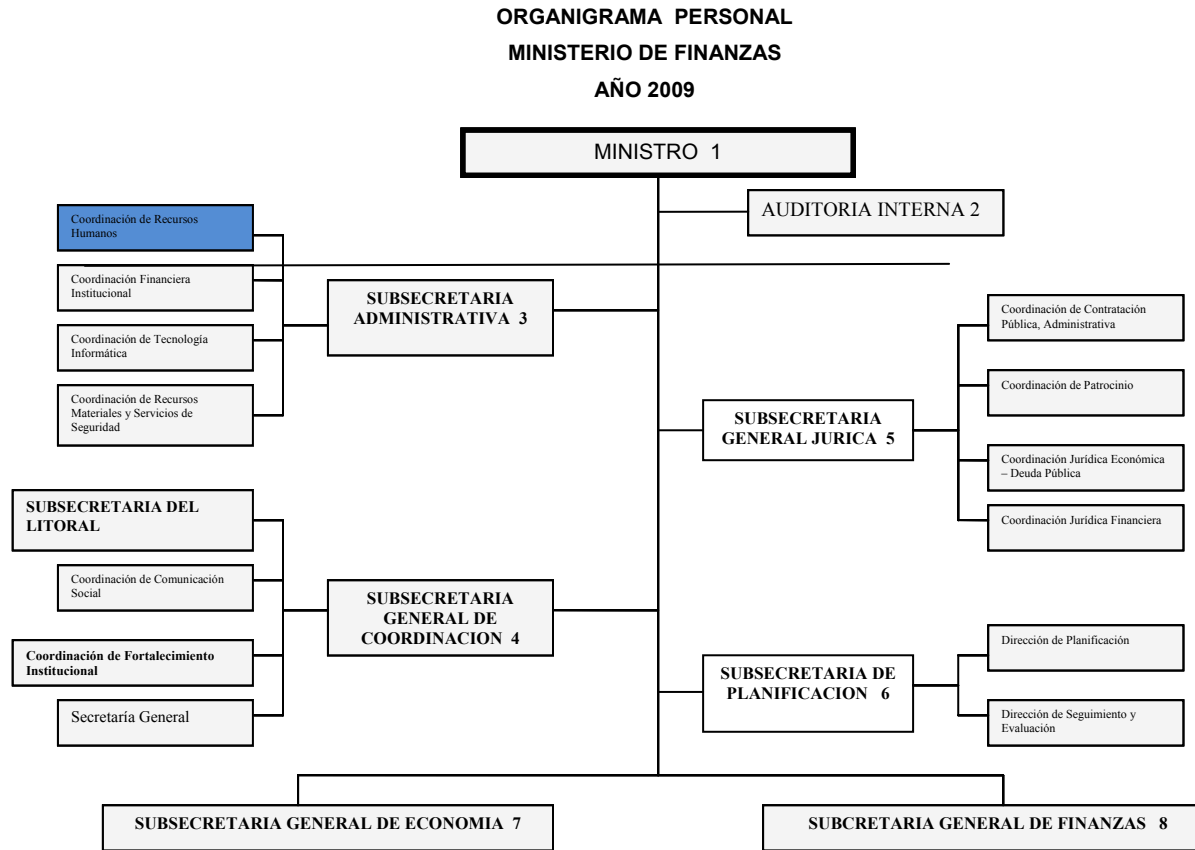 ORGANIGRAMA PERSONAL
MINISTERIO DE FINANZAS
AÑO 2009
MINISTRO 1
AUDITORIA INTERNA 2
Coordinación de Recursos
Humanos
Coordinación Financiera
Institucional
Coordinación de Tecnología
Informática
Coordinación de Recursos
Materiales y Servicios de
Seguridad
SUBSECRETARIA
ADMINISTRATIVA 3
Coordinación de Contratación
Pública, Administrativa
Coordinación de Patrocinio
Coordinación Jurídica Económica
– Deuda Pública
Coordinación Jurídica Financiera
SUBSECRETARIA
GENERAL JURICA 5
SUBSECRETARIA DEL
LITORAL
Coordinación de Comunicación
Social
Coordinación de Fortalecimiento
Institucional
Secretaría General
SUBSECRETARIA
GENERAL DE
COORDINACION 4
SUBSECRETARIA DE
PLANIFICACION 6
Dirección de Planificación
Dirección de Seguimiento y
Evaluación
SUBSECRETARIA GENERAL DE ECONOMIA 7
SUBCRETARIA GENERAL DE FINANZAS 8